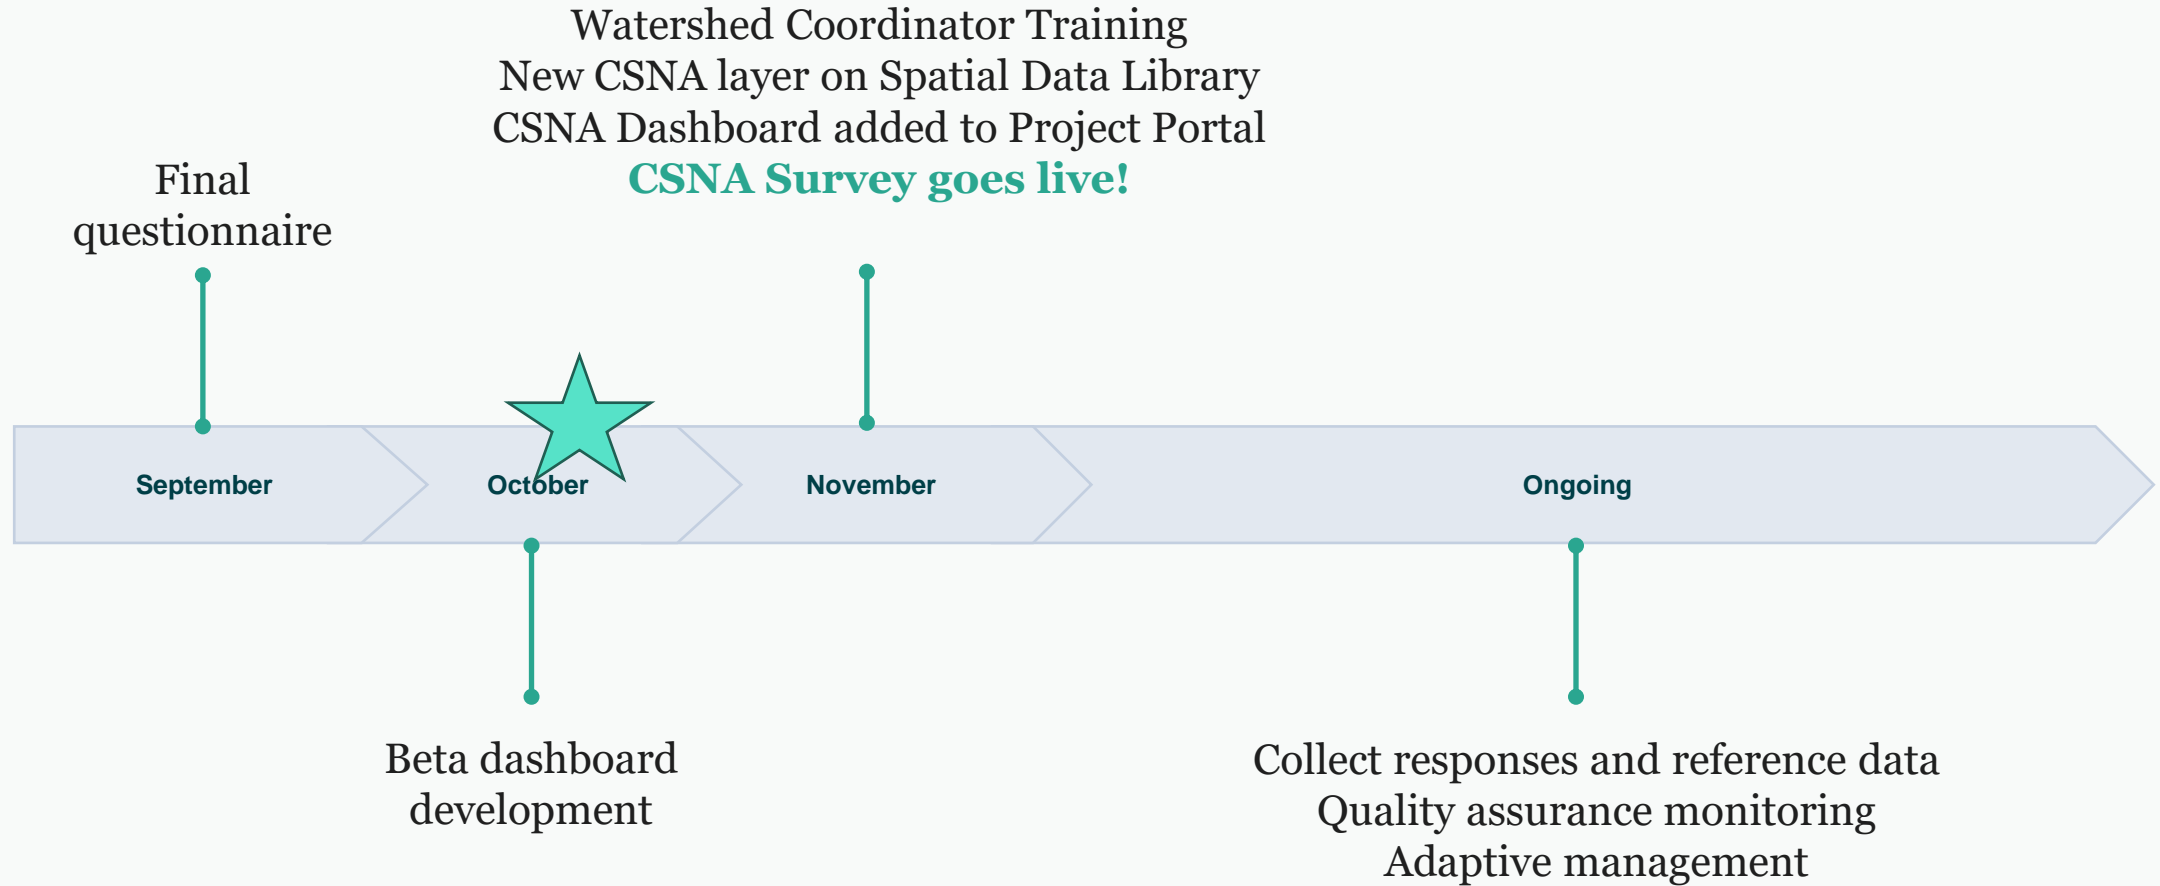 Watershed Coordinator Training
New CSNA layer on Spatial Data Library
CSNA Dashboard added to Project Portal
CSNA Survey goes live!
Final
questionnaire
September
October
November
Ongoing
Beta dashboard
development
Collect responses and reference data
Quality assurance monitoring
Adaptive management